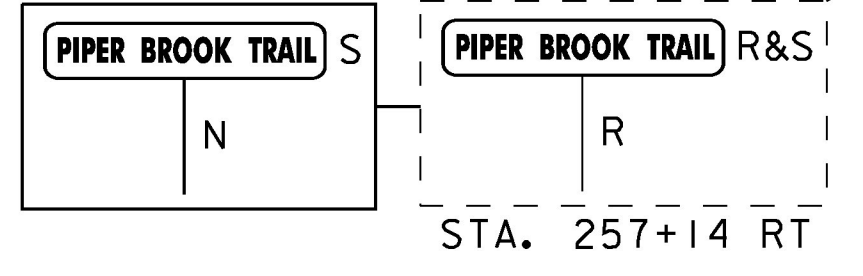 PIPER BROOK TRAIL S
N
PIPER BROOK TRAIL R&S
R
STA. 257+14 RT